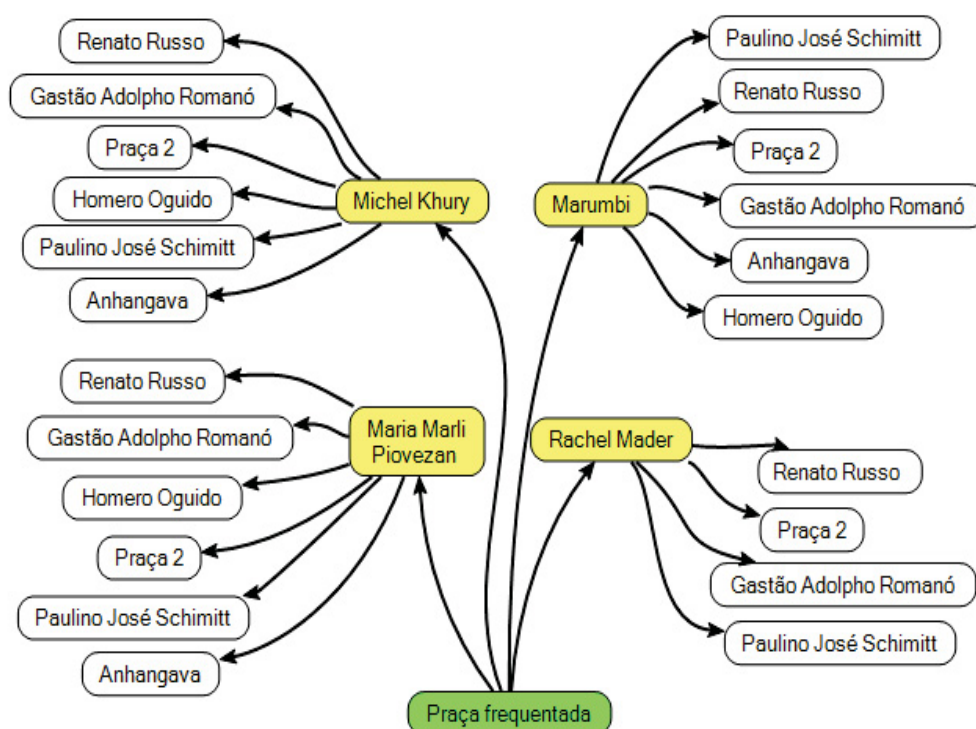 Renato Russo
Gastão Adolpho Romanó
Praça 2
Homero Oguido
Paulino José Schimitt
Anhangava
Michel Khury
Paulino José Schimitt
Renato Russo
Praça 2
Gastão Adolpho Romanó
Anhangava
Homero Oguido
Marumbi
Renato Russo
Gastão Adolpho Romanó
Homero Oguido
Praça 2
Paulino José Schimitt
Anhangava
Maria Marli
Piovezan
Rachel Mader
Renato Russo
Praça 2
Gastão Adolpho Romanó
Paulino José Schimitt
Praça frequentada